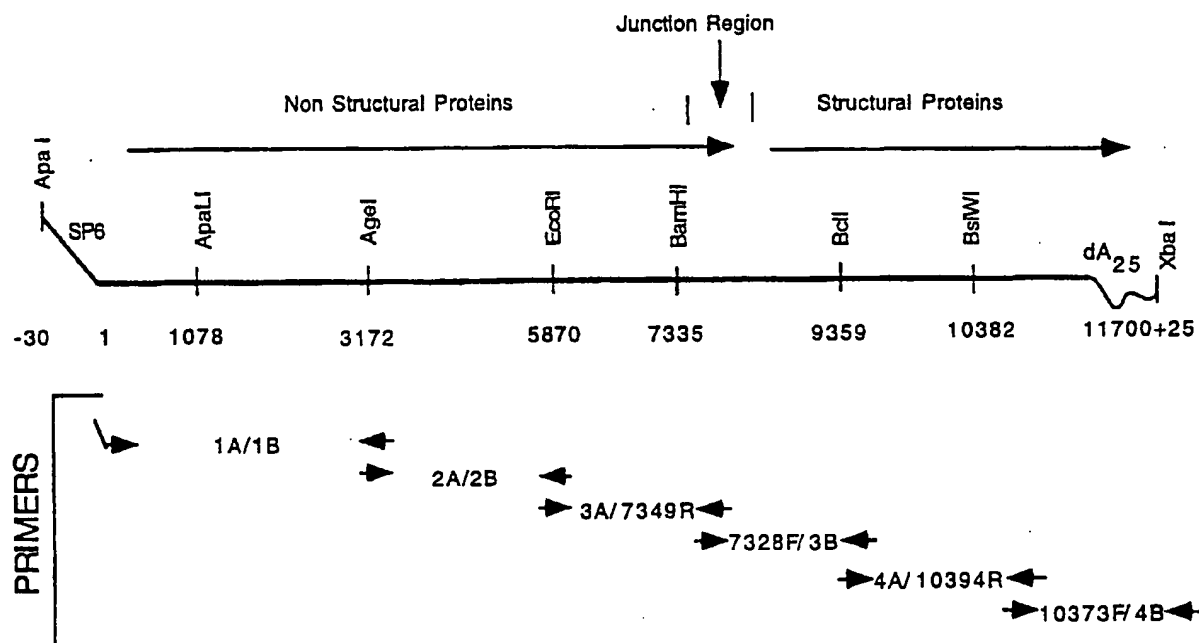 Junction Region
Non Structural Proteins
Structural Proteins
Apa I
SP6
ApaLI
AgeI
EcoRI
BamHI
BclI
BsiWI
dA25
Xba I
-30 1 1078 3172 5870 7335 9359 10382 11700+25
PRIMERS
1A/1B
2A/2B
3A/7349R
7328F/3B
4A/10394R
10373F/4B